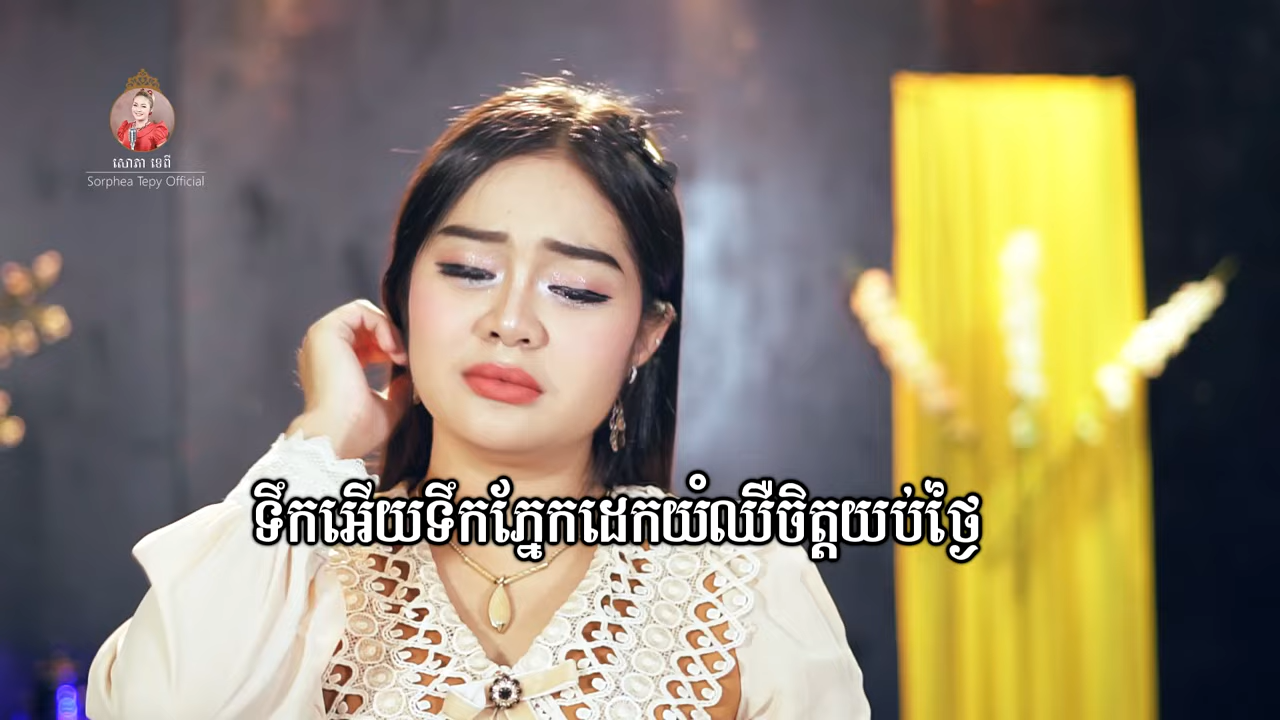 សោភា ទេពី
Sorphea Tepy Official
ទឹកអើយទឹកភ្នែកដេកយំឈឺចិត្តយប់ថ្ងៃ